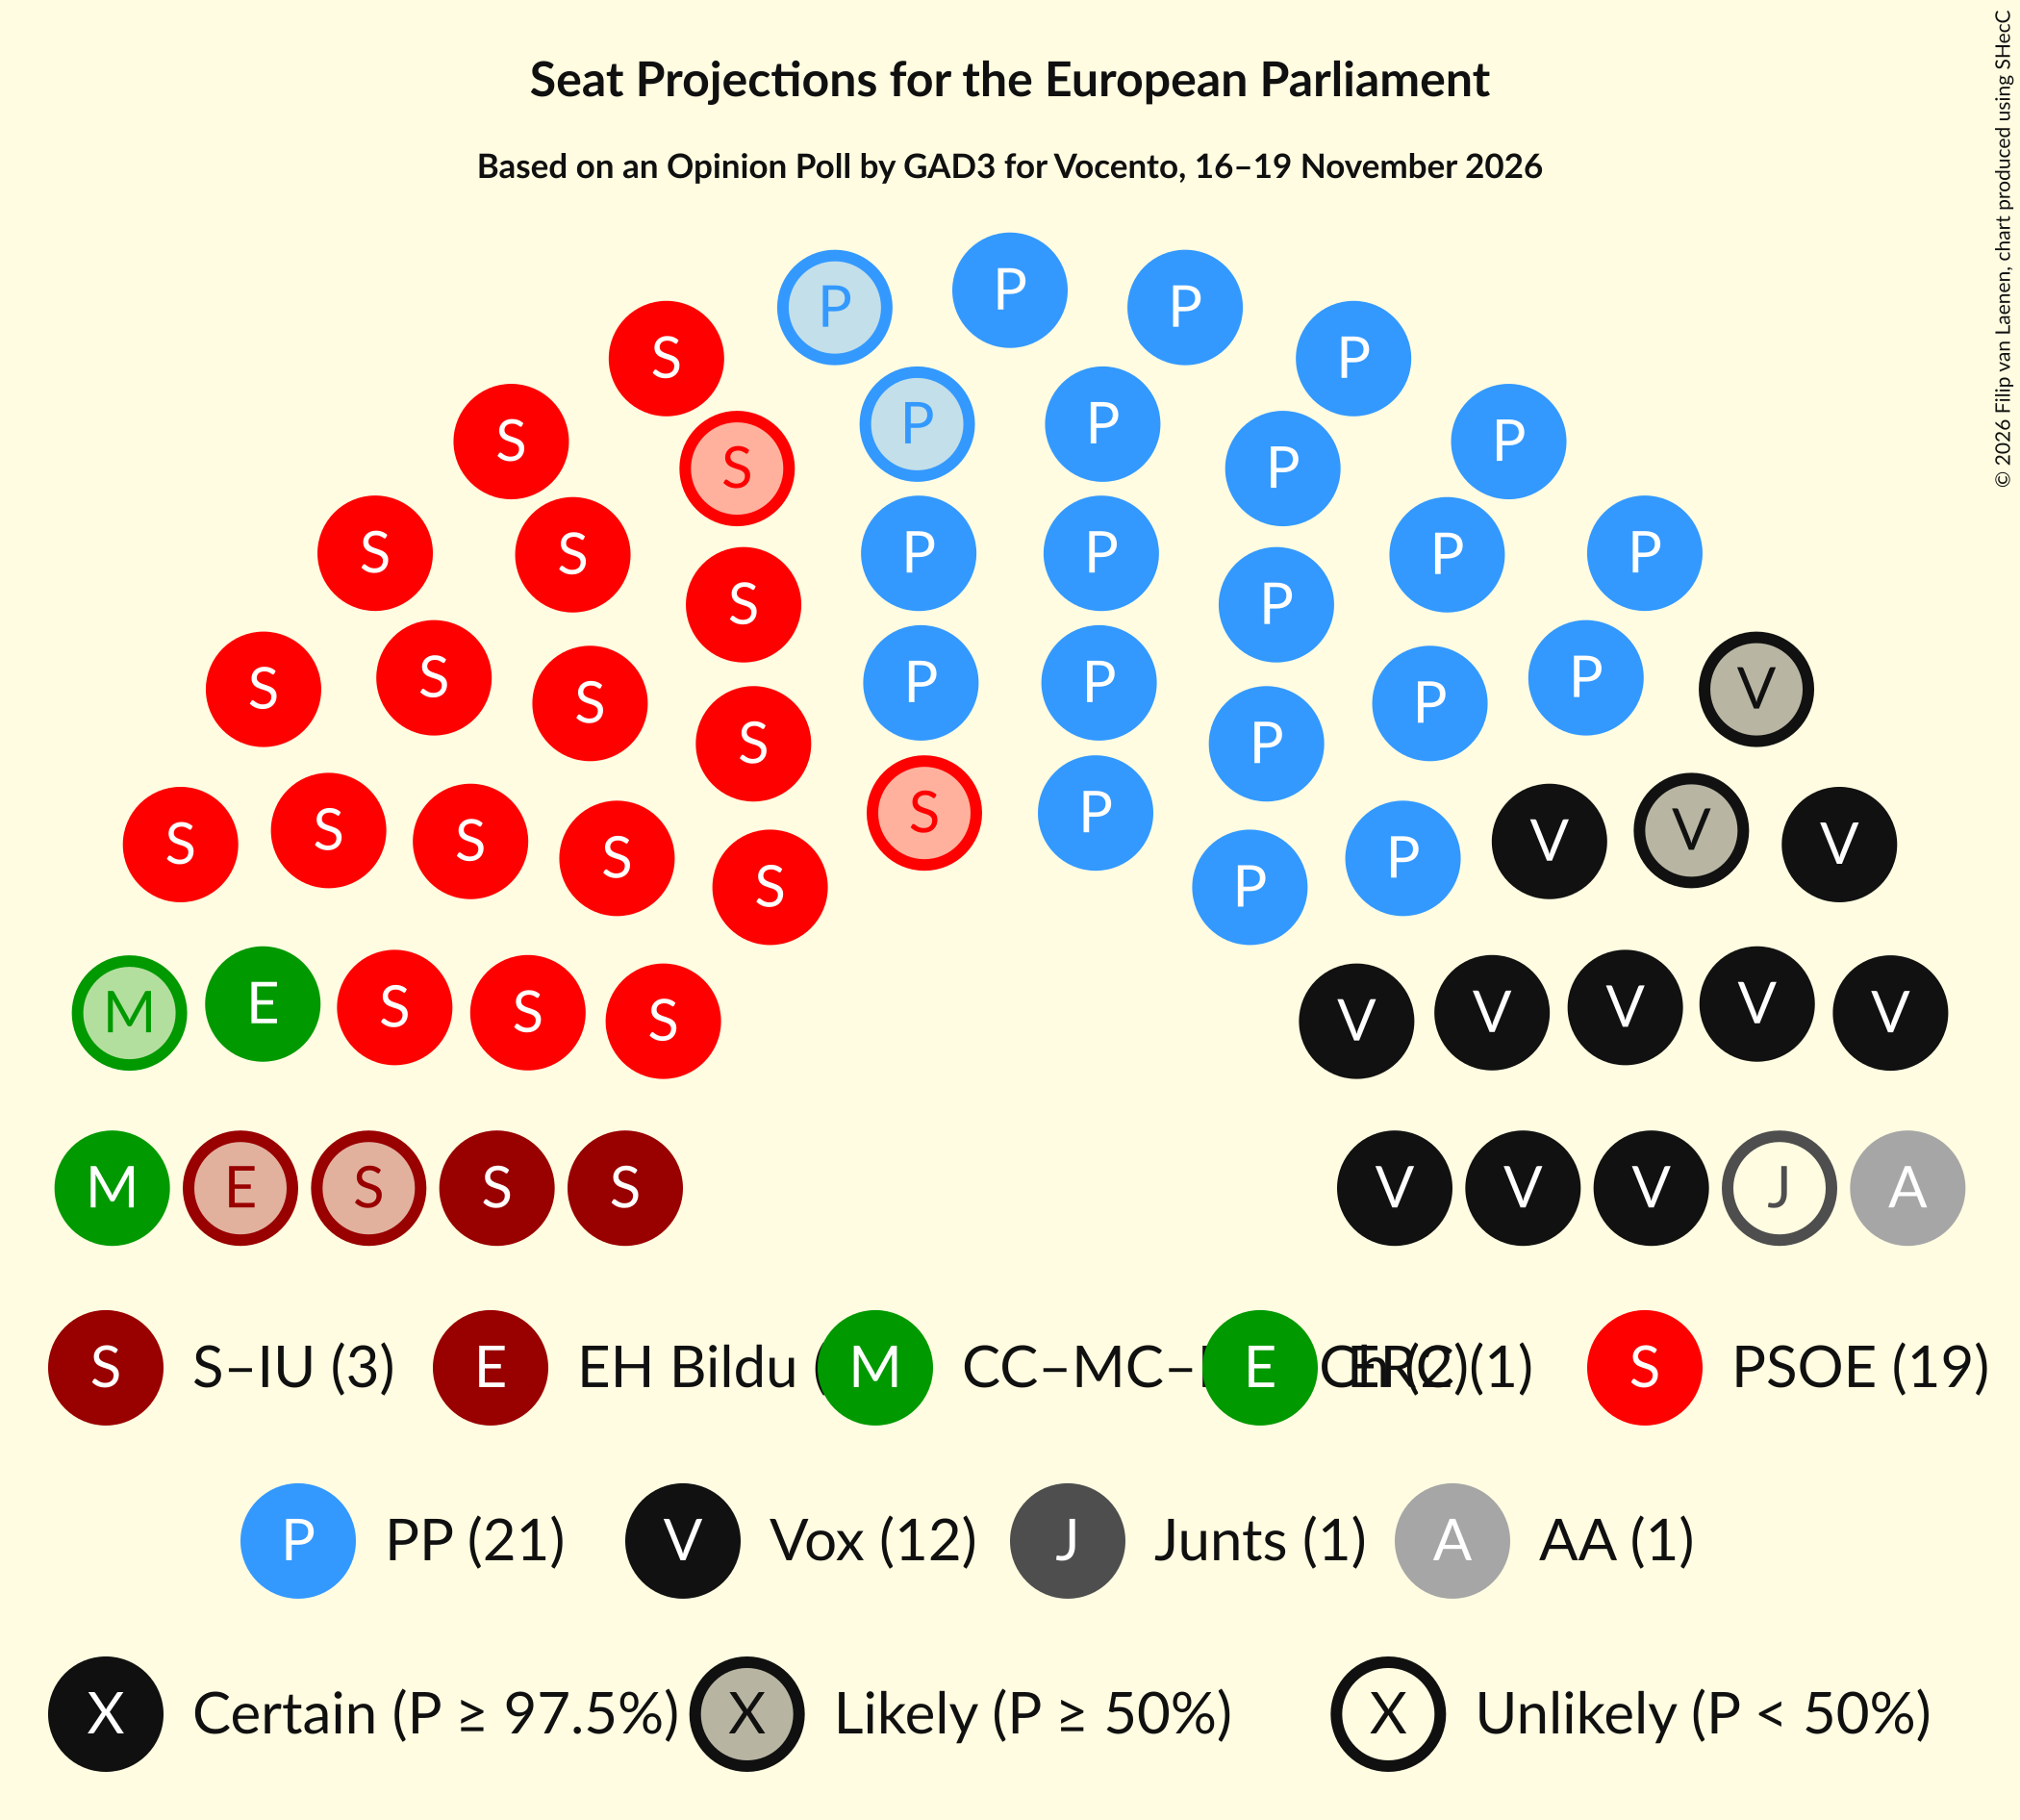 Seat Projections for the European Parliament
Based on an Opinion Poll by GAD3 for Vocento, 16–19 November 2026
© 2026 Filip van Laenen, chart produced using SHecC
P P P
P S P
S P P P
S S P
S P P S S P P
S S P P
S S P P P
S S P P V
S P P
S P
S S S V V V
S P
S P
M E S S S V V V V V
M E S S S V V V J A
S S–IU (3) E EH Bildu M CC–MC– E ERC (1) S PSOE (19)
P PP (21) V Vox (12) J Junts (1) A AA (1)
X Certain (P ≥ 97.5%) X Likely (P ≥ 50%) X Unlikely (P < 50%)